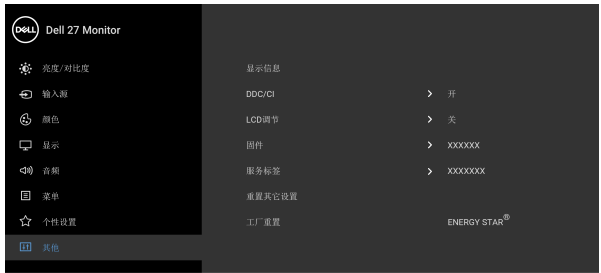 DELL Dell 27 Monitor
亮度/对比度
输入源
颜色
显示
音频
菜单
个性设置
其他
显示信息
DDC/CI 开
LCD调节 关
固件 XXXXXX
服务标签 XXXXXXX
重置其它设置
工厂重置 ENERGY STAR®